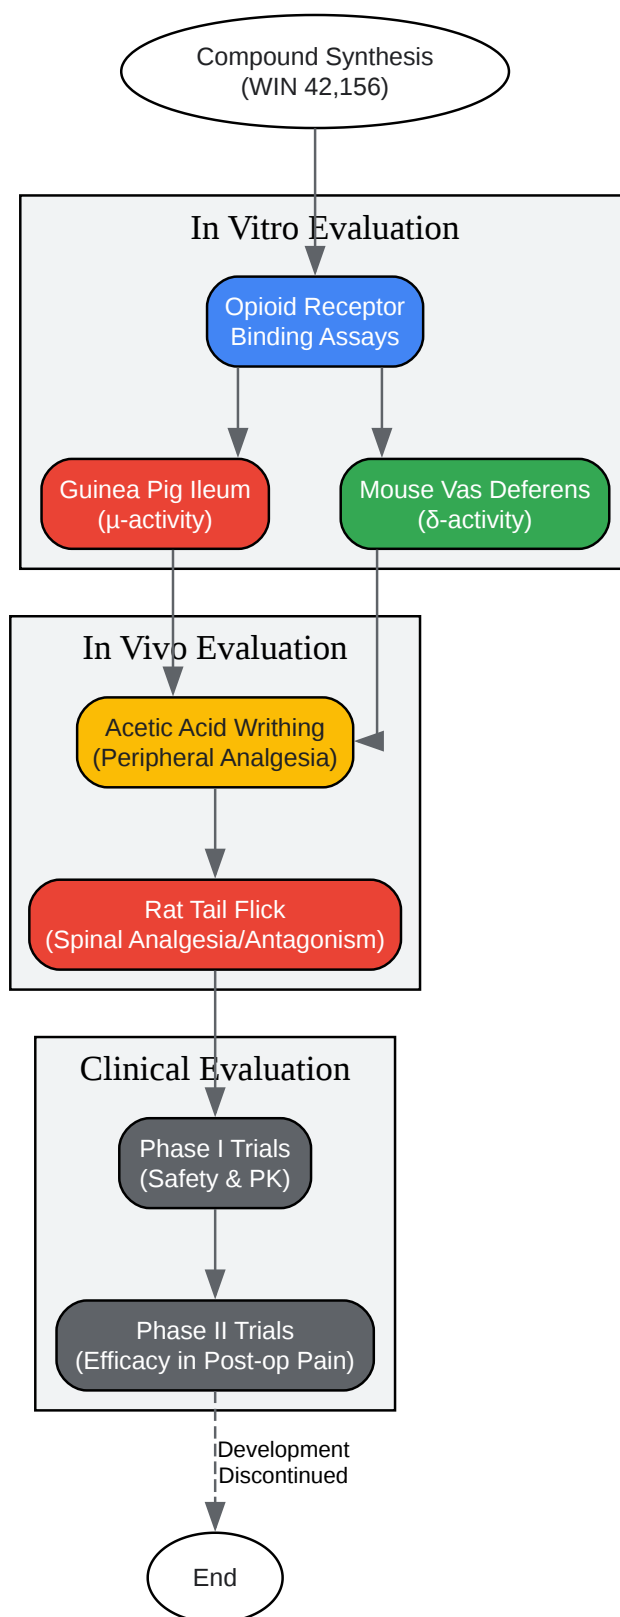 Compound Synthesis
(WIN 42,156)
In Vitro Evaluation
Opioid Receptor
Binding Assays
Guinea Pig Ileum
(μ-activity)
Mouse Vas Deferens
(δ-activity)
In Vivo Evaluation
Acetic Acid Writhing
(Peripheral Analgesia)
Rat Tail Flick
(Spinal Analgesia/Antagonism)
Clinical Evaluation
Phase I Trials
(Safety & PK)
Phase II Trials
(Efficacy in Post-op Pain)
Development
Discontinued
End